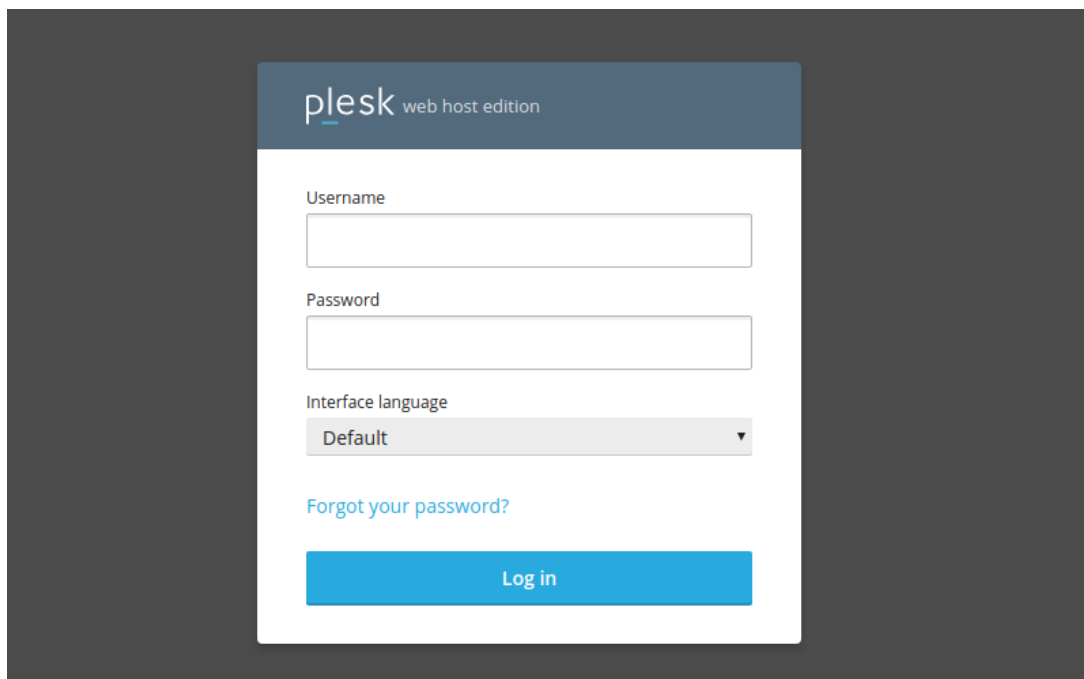 plesk web host edition
Username
Password
Interface language
Default
Forgot your password?
Log in